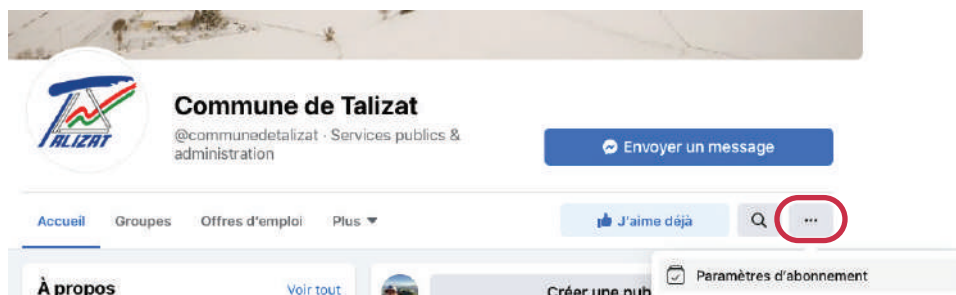 TALIZAT
Commune de Talizat
@communedetalizat · Services publics &
administration
Envoyer un message
Accueil Groupes Offres d'emploi Plus
J'aime déjà
...
À propos
Voir tout
Créer une pub
Paramètres d'abonnement